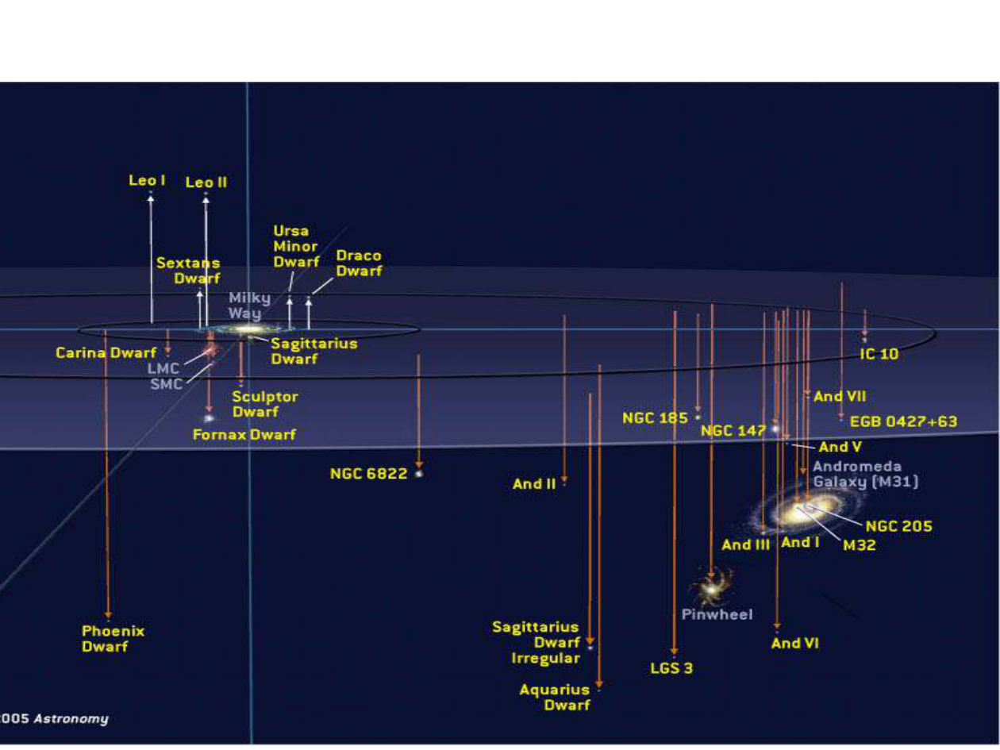 Leo I
Leo II
Ursa
Minor
Dwarf
Draco
Dwarf
Sextans
Dwarf
Milky
Way
Carina Dwarf
LMC
SMC
Sagittarius
Dwarf
Sculptor
Dwarf
Fornax Dwarf
IC 10
And VII
NGC 185
NGC 147
EGB 0427+63
And V
Andromeda
Galaxy (M31)
NGC 6822
And II
NGC 205
And III
And I
M32
Pinwheel
Phoenix
Dwarf
Sagittarius
Dwarf
Irregular
And VI
LGS 3
Aquarius
Dwarf
005 Astronomy